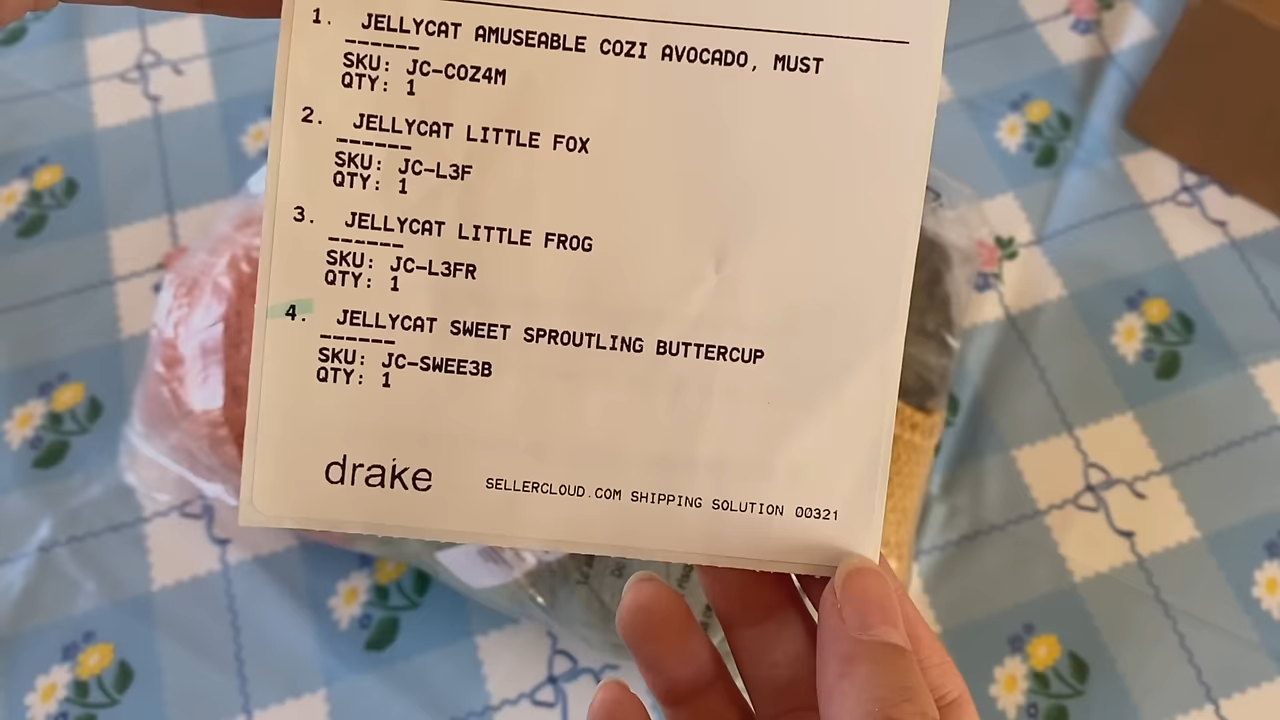 1. JELLYCAT AMUSEABLE COZI AVOCADO, MUST
------
SKU: JC-COZ4M
QTY: 1
2. JELLYCAT LITTLE FOX
------
SKU: JC-L3F
QTY: 1
3. JELLYCAT LITTLE FROG
------
SKU: JC-L3FR
QTY: 1
4. JELLYCAT SWEET SPROUTLING BUTTERCUP
------
SKU: JC-SWEE3B
QTY: 1
drake
SELLERCLOUD.COM SHIPPING SOLUTION 00321